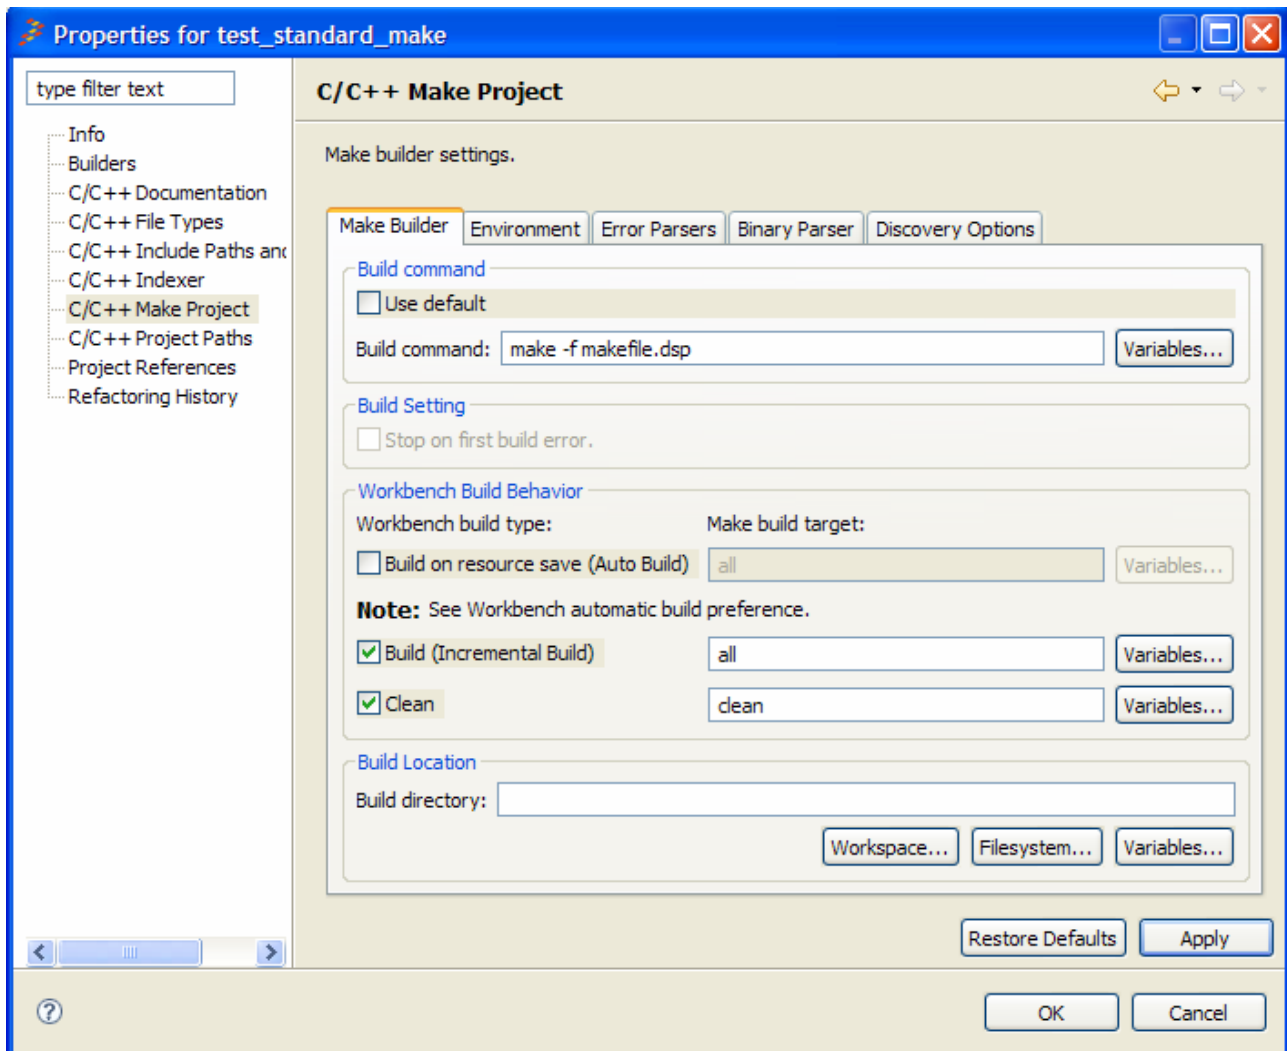 Properties for test_standard_make
type filter text
Info
Builders
C/C++ Documentation
C/C++ File Types
C/C++ Include Paths and
C/C++ Indexer
C/C++ Make Project
C/C++ Project Paths
Project References
Refactoring History
C/C++ Make Project
Make builder settings.
Make Builder Environment Error Parsers Binary Parser Discovery Options
Build command
Use default
Build command: make -f makefile.dsp Variables...
Build Setting
Stop on first build error.
Workbench Build Behavior
Workbench build type: Make build target:
Build on resource save (Auto Build) all Variables...
Note: See Workbench automatic build preference.
Build (Incremental Build) all Variables...
Clean clean Variables...
Build Location
Build directory:
Workspace... Filesystem... Variables...
Restore Defaults Apply
? OK Cancel